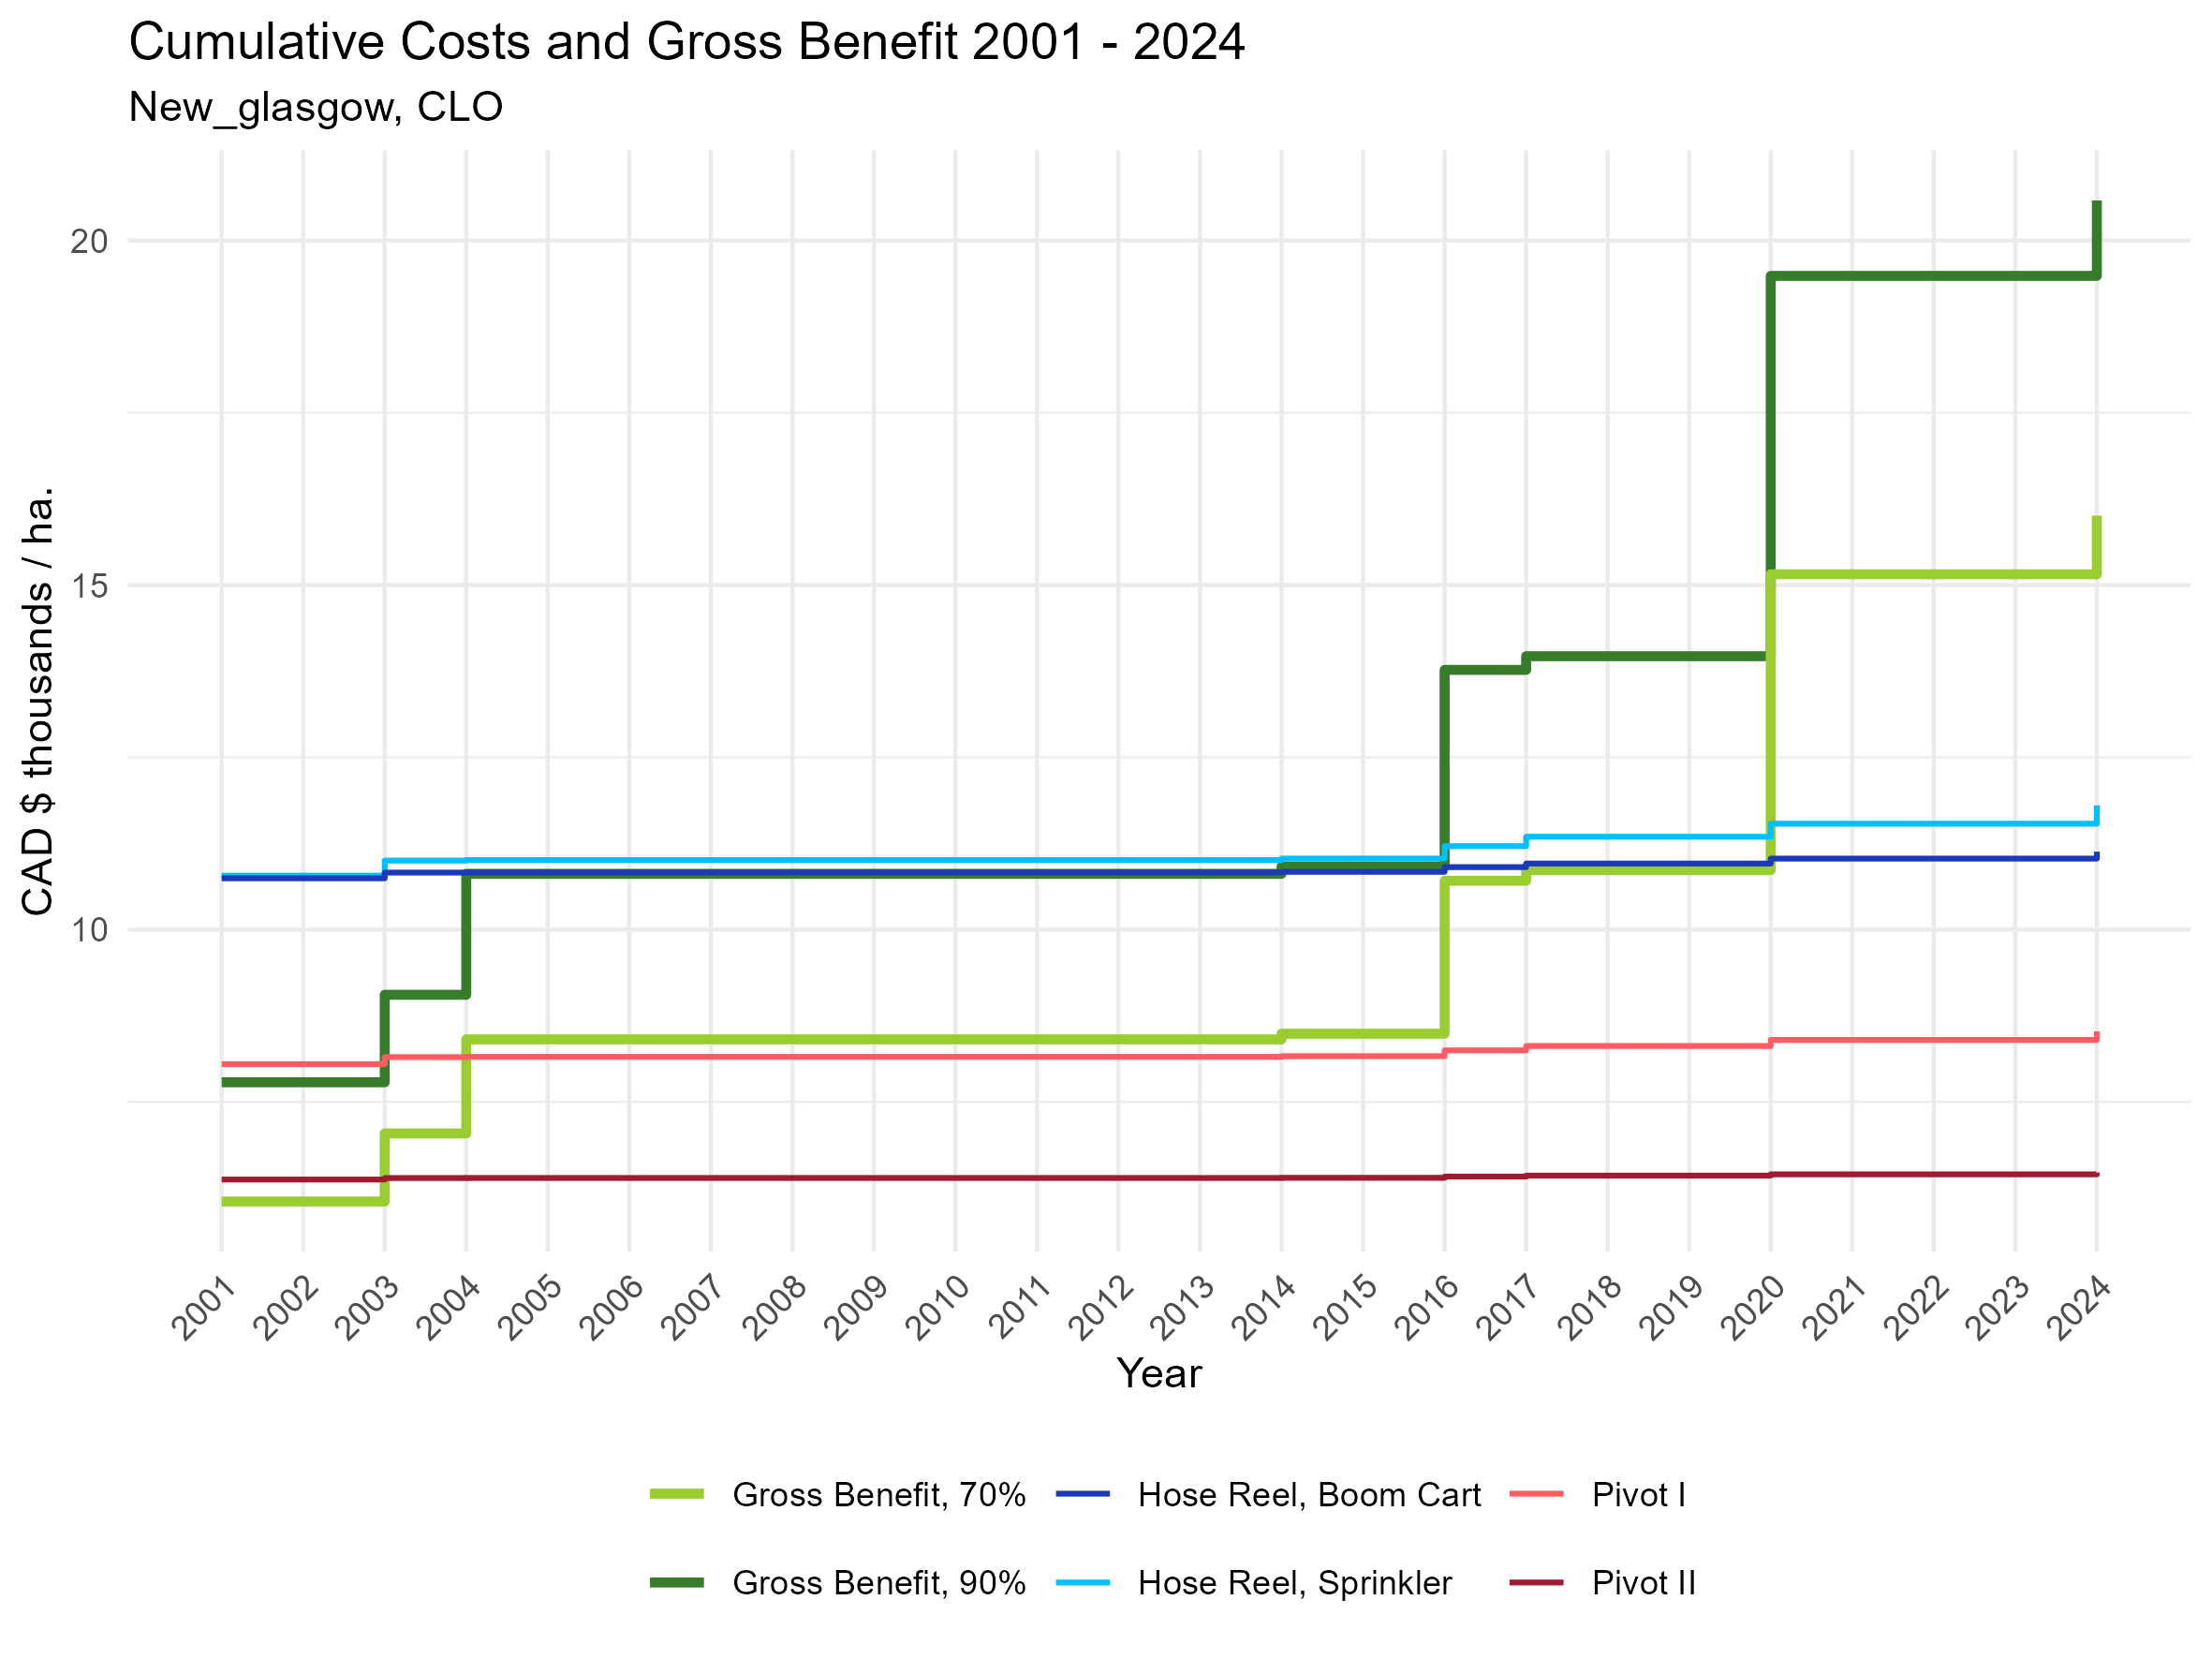 Cumulative Costs and Gross Benefit 2001 - 2024
New_glasgow, CLO
CAD $ thousands / ha.
20
15
10
2001 2002 2003 2004 2005 2006 2007 2008 2009 2010 2011 2012 2013 2014 2015 2016 2017 2018 2019 2020 2021 2022 2023 2024
Year
Gross Benefit, 70% Hose Reel, Boom Cart Pivot I
Gross Benefit, 90% Hose Reel, Sprinkler Pivot II